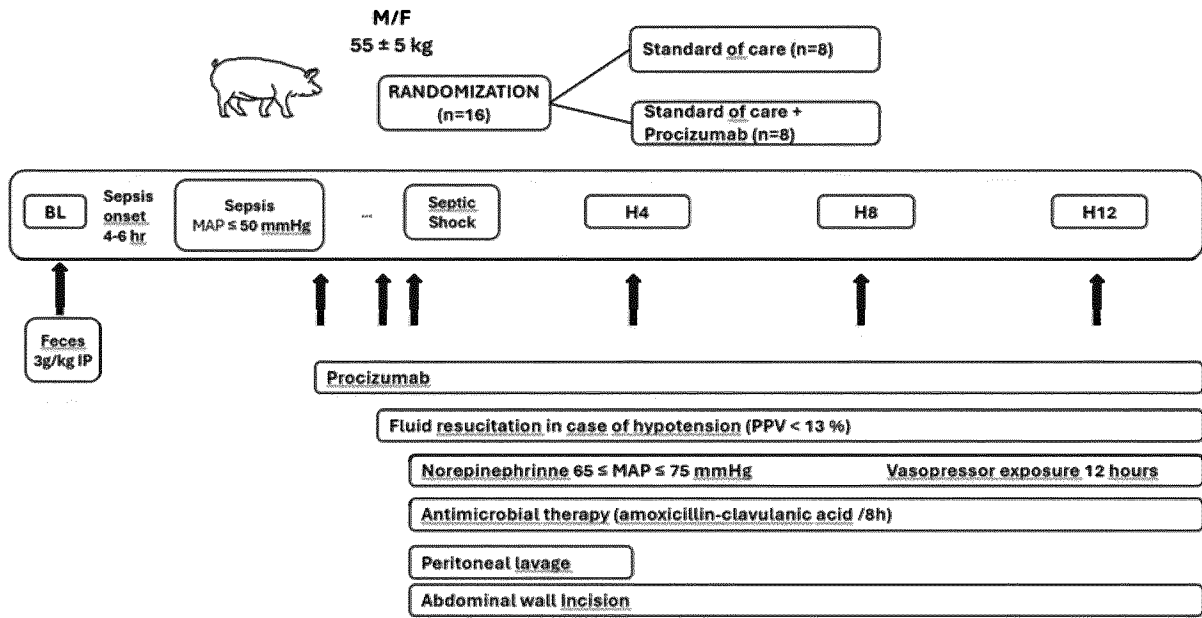 M/F
55 ± 5 kg
RANDOMIZATION
(n=16)
Standard of care (n=8)
Standard of care +
Procizumab (n=8)
BL
Sepsis
onset
4-6 hr
Sepsis
MAP ≤ 50 mmHg
...
Septic
Shock
H4
H8
H12
Feces
3g/kg IP
Procizumab
Fluid resucitation in case of hypotension (PPV < 13 %)
Norepinephrinne 65 ≤ MAP ≤ 75 mmHg Vasopressor exposure 12 hours
Antimicrobial therapy (amoxicillin-clavulanic acid /8h)
Peritoneal lavage
Abdominal wall Incision